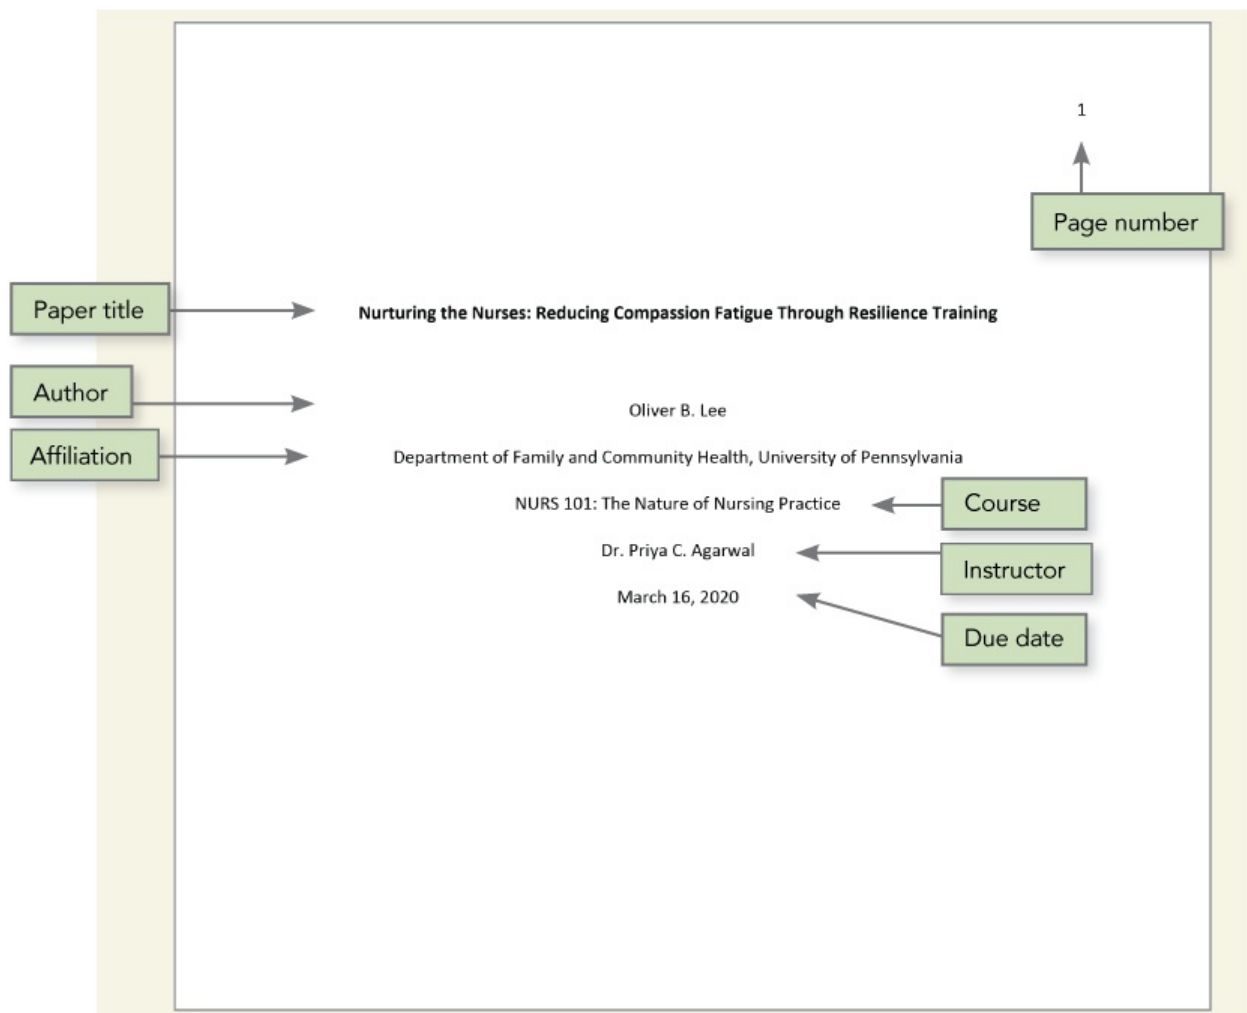 1
Page number
Paper title
Nurturing the Nurses: Reducing Compassion Fatigue Through Resilience Training
Author
Oliver B. Lee
Affiliation
Department of Family and Community Health, University of Pennsylvania
NURS 101: The Nature of Nursing Practice
Course
Dr. Priya C. Agarwal
Instructor
March 16, 2020
Due date